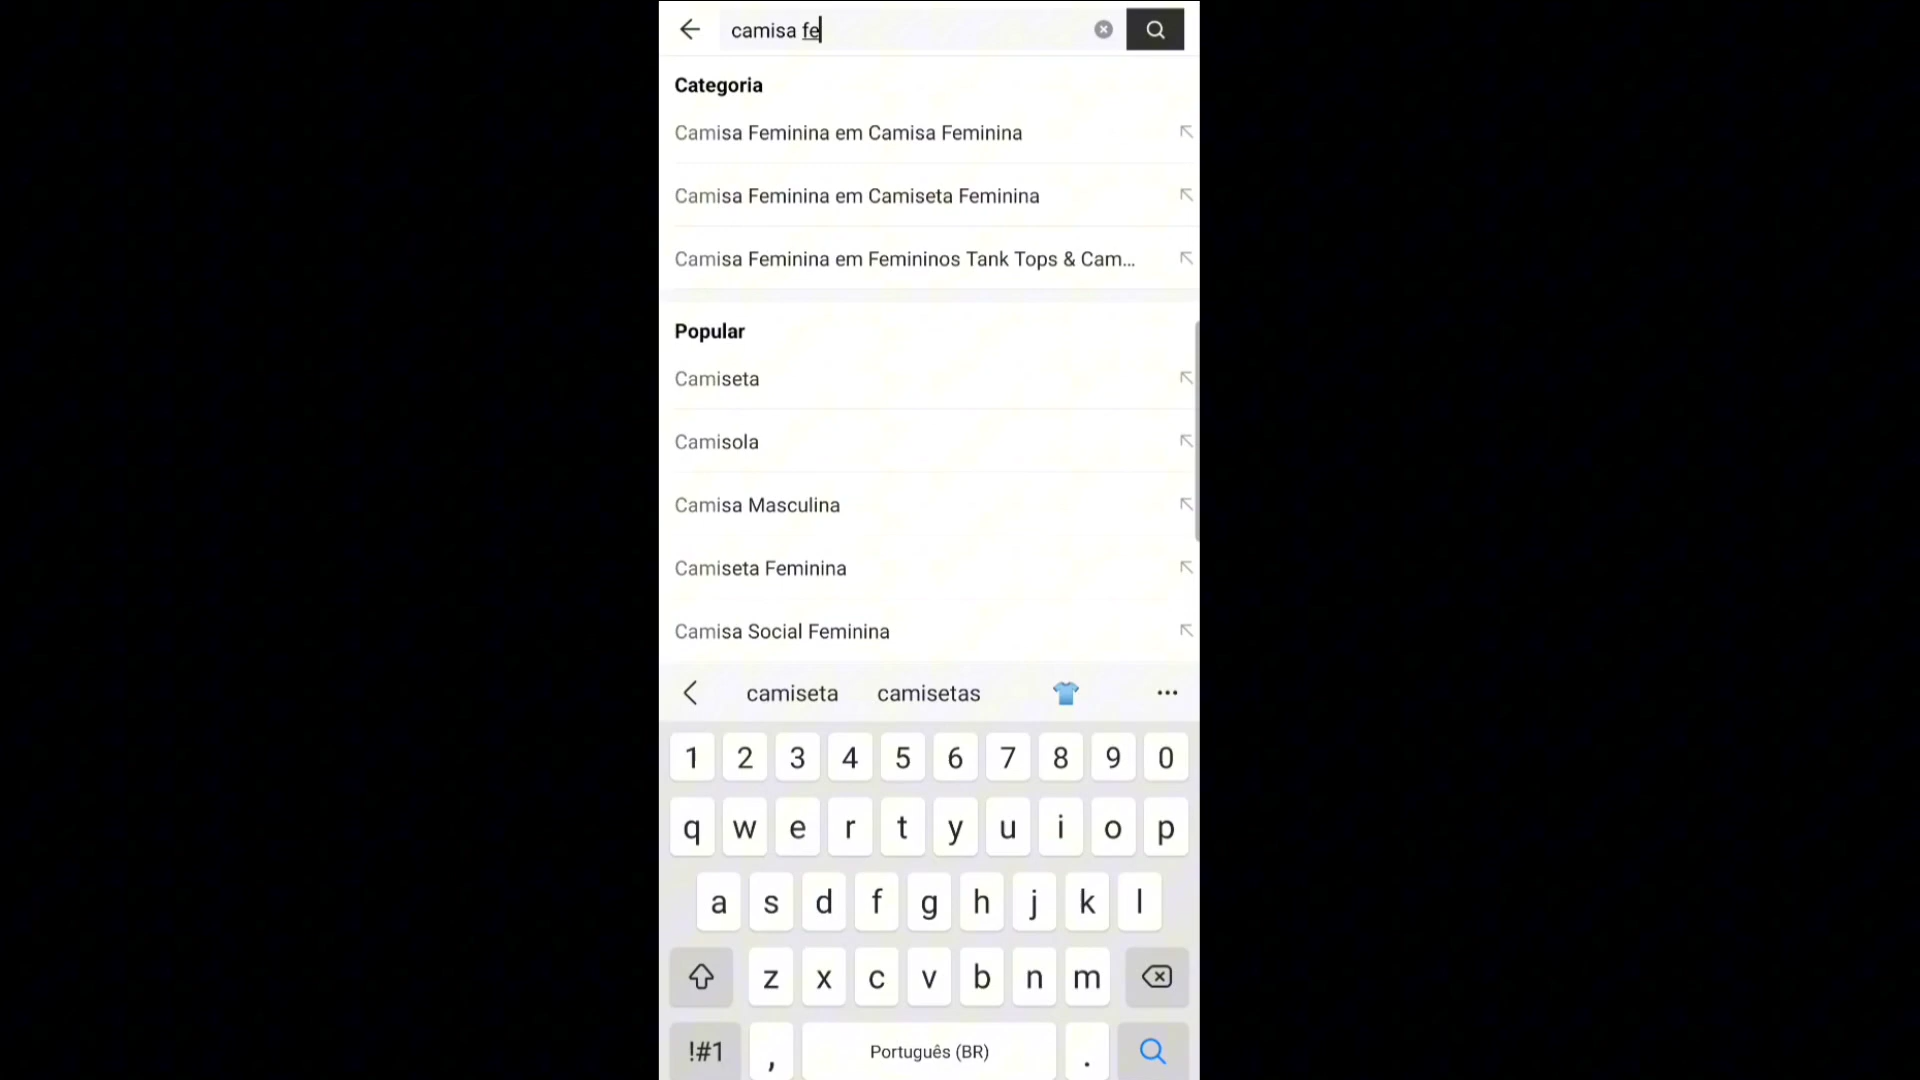 camisa fe
Categoria
Camisa Feminina em Camisa Feminina
Camisa Feminina em Camiseta Feminina
Camisa Feminina em Femininos Tank Tops & Cam...
Popular
Camiseta
Camisola
Camisa Masculina
Camiseta Feminina
Camisa Social Feminina
camiseta camisetas
1 2 3 4 5 6 7 8 9 0
q w e r t y u i o p
a s d f g h j k l
z x c v b n m
!#1 , Português (BR) .